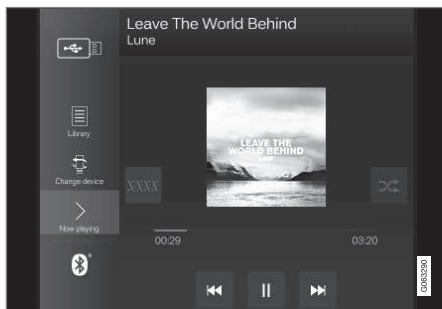 Leave The World Behind
Lune
Library
Change device
Now playing
LEAVE THE
WORLD BEHIND
LUNE
XXXX
00:29
03:20
G063290